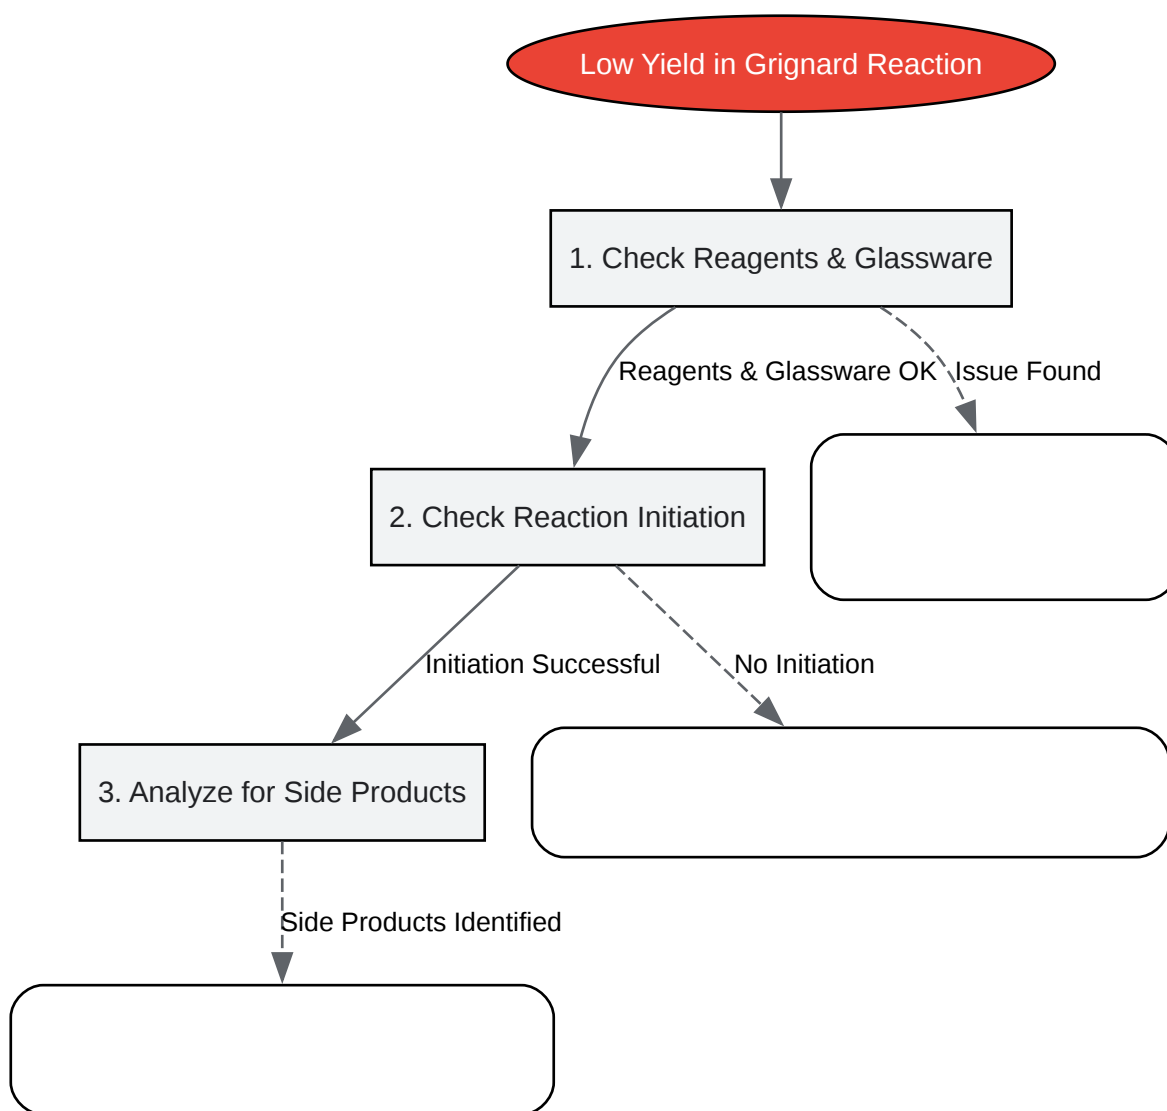 Low Yield in Grignard Reaction
1. Check Reagents & Glassware
Reagents & Glassware OK
Issue Found
2. Check Reaction Initiation
Initiation Successful
No Initiation
3. Analyze for Side Products
Side Products Identified